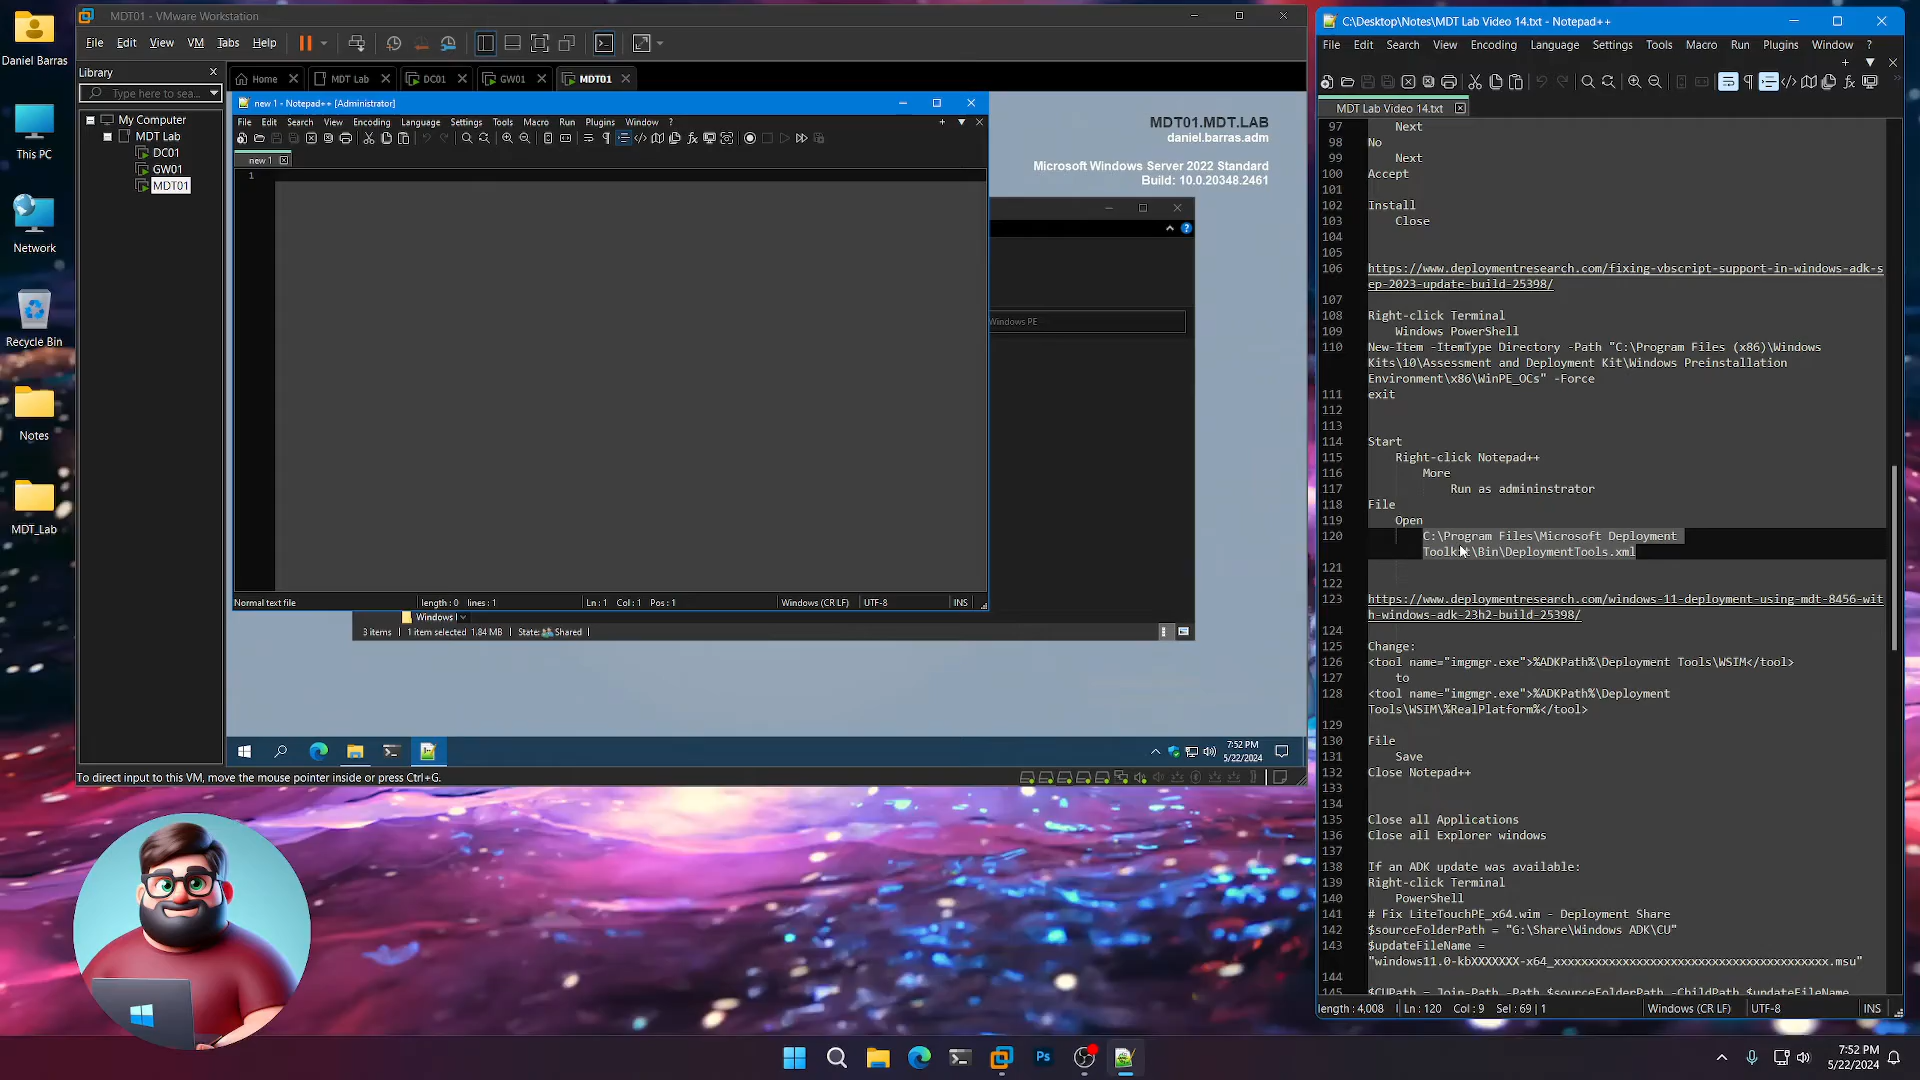 Daniel Barras
This PC
Network
Recycle Bin
Notes
MDT_Lab
MDT01 - VMware Workstation
File Edit View VM Tabs Help
Library
Type here to sea...
My Computer
MDT Lab
DC01
GW01
MDT01
Home MDT Lab DC01 GW01 MDT01
new 1 - Notepad++ [Administrator]
File Edit Search View Encoding Language Settings Tools Macro Run Plugins Window ?
new 1
1
MDT01.MDT.LAB
daniel.barras.adm
Microsoft Windows Server 2022 Standard
Build: 10.0.20348.2461
Windows PE
Normal text file length : 0 lines : 1 Ln : 1 Col : 1 Pos : 1 Windows (CR LF) UTF-8 INS
Windows
3 items 1 item selected 1.84 MB State: Shared
7:52 PM
5/22/2024
To direct input to this VM, move the mouse pointer inside or press Ctrl+G.
C:\Desktop\Notes\MDT Lab Video 14.txt - Notepad++
File Edit Search View Encoding Language Settings Tools Macro Run Plugins Window ?
MDT Lab Video 14.txt
97 Next
98 No
99 Next
100 Accept
101
102 Install
103 Close
104
105
106 https://www.deploymentresearch.com/fixing-vbscript-support-in-windows-adk-s
ep-2023-update-build-25398/
107
108 Right-click Terminal
109 Windows PowerShell
110 New-Item -ItemType Directory -Path "C:\Program Files (x86)\Windows
Kits\10\Assessment and Deployment Kit\Windows Preinstallation
Environment\x86\WinPE_OCs" -Force
111 exit
112
113
114 Start
115 Right-click Notepad++
116 More
117 Run as admininstrator
118 File
119 Open
120 C:\Program Files\Microsoft Deployment
Toolkit\Bin\DeploymentTools.xml
121
122
123 https://www.deploymentresearch.com/windows-11-deployment-using-mdt-8456-wit
h-windows-adk-23h2-build-25398/
124
125 Change:
126 <tool name="imgmgr.exe">%ADKPath%\Deployment Tools\WSIM</tool>
127 to
128 <tool name="imgmgr.exe">%ADKPath%\Deployment
Tools\WSIM\%RealPlatform%</tool>
129
130 File
131 Save
132 Close Notepad++
133
134
135 Close all Applications
136 Close all Explorer windows
137
138 If an ADK update was available:
139 Right-click Terminal
140 PowerShell
141 # Fix LiteTouchPE_x64.wim - Deployment Share
142 $sourceFolderPath = "G:\Share\Windows ADK\CU"
143 $updateFileName =
"windows11.0-kbXXXXXXX-x64_xxxxxxxxxxxxxxxxxxxxxxxxxxxxxxxxxxxxxxxx.msu"
144
145 $CUPath = Join-Path -Path $sourceFolderPath -ChildPath $updateFileName
length : 4,008 l Ln : 120 Col : 9 Sel : 69 | 1 Windows (CR LF) UTF-8 INS
Ps
7:52 PM
5/22/2024